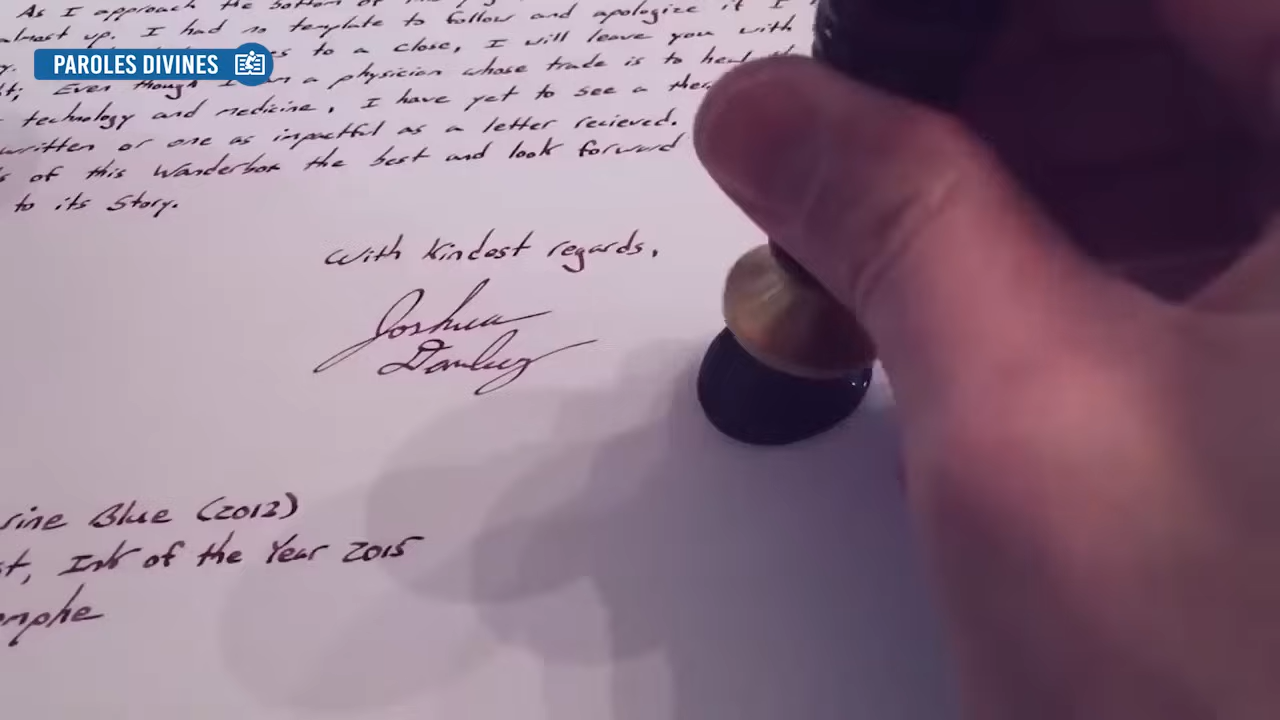 As I approach the bottom of
almost up. I had no template to follow and apologize if I
PAROLES DIVINES
to a close, I will leave you with
Even though I am a physician whose trade is to heal
technology and medicine, I have yet to see a
written or one as impactful as a letter recieved.
of this Wanderbox the best and look forward
to its Story.
With Kindest regards,
Joshua
Danley
Blue (2012)
Ink of the Year 2015